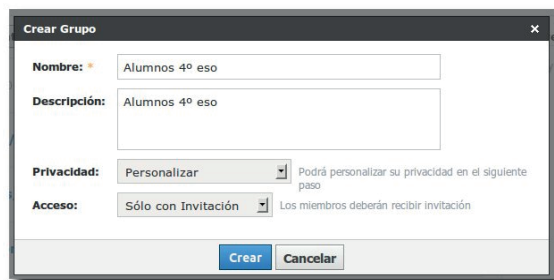 Crear Grupo ×
Nombre: * Alumnos 4º eso
Descripción: Alumnos 4º eso
Privacidad: Personalizar Podrá personalizar su privacidad en el siguiente
paso
Acceso: Sólo con Invitación Los miembros deberán recibir invitación
Crear Cancelar